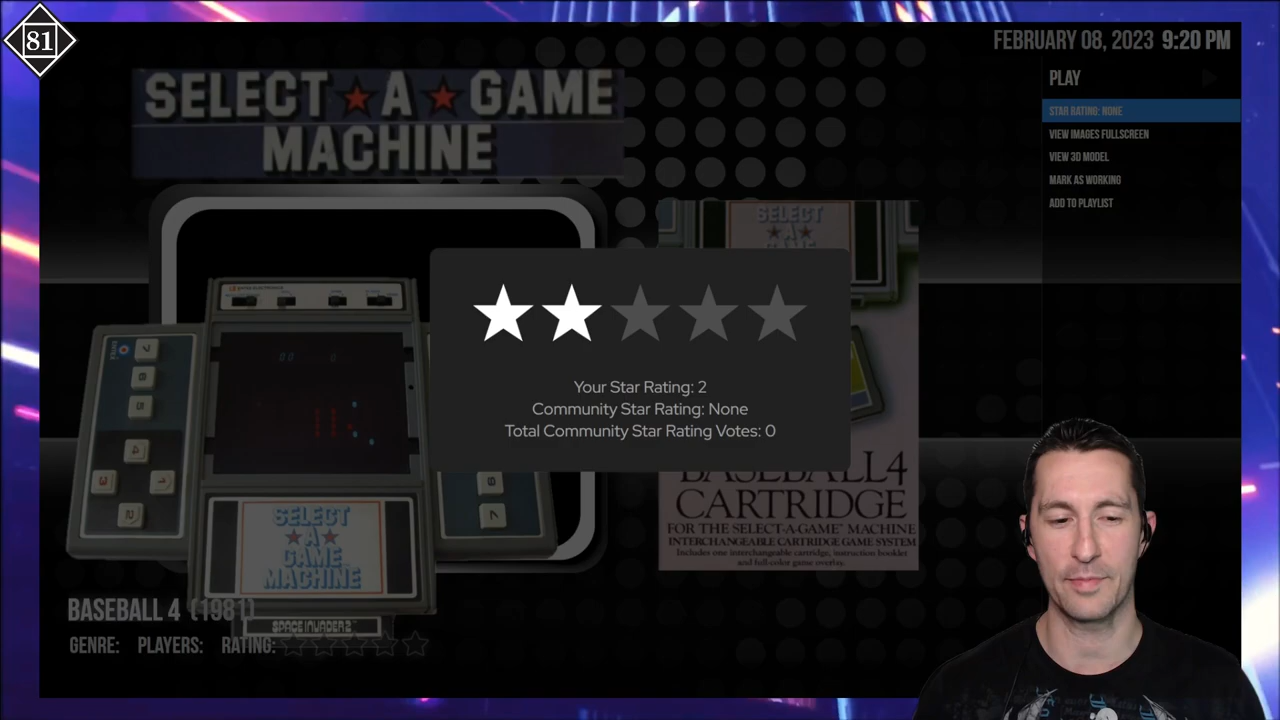 81
FEBRUARY 08, 2023 9:20 PM
SELECT A GAME
MACHINE
PLAY
STAR RATING: NONE
VIEW IMAGES FULLSCREEN
VIEW 3D MODEL
MARK AS WORKING
ADD TO PLAYLIST
SELECT
A
GAME
Your Star Rating: 2
Community Star Rating: None
Total Community Star Rating Votes: 0
BASEBALL 4
CARTRIDGE
FOR THE SELECT-A-GAME™ MACHINE
INTERCHANGEABLE CARTRIDGE GAME SYSTEM
Includes one interchangeable cartridge, instruction booklet
and full-color game overlay.
SELECT
A
GAME
MACHINE
SPACE INVADER 2™
BASEBALL 4 (1981)
GENRE: PLAYERS: RATING: